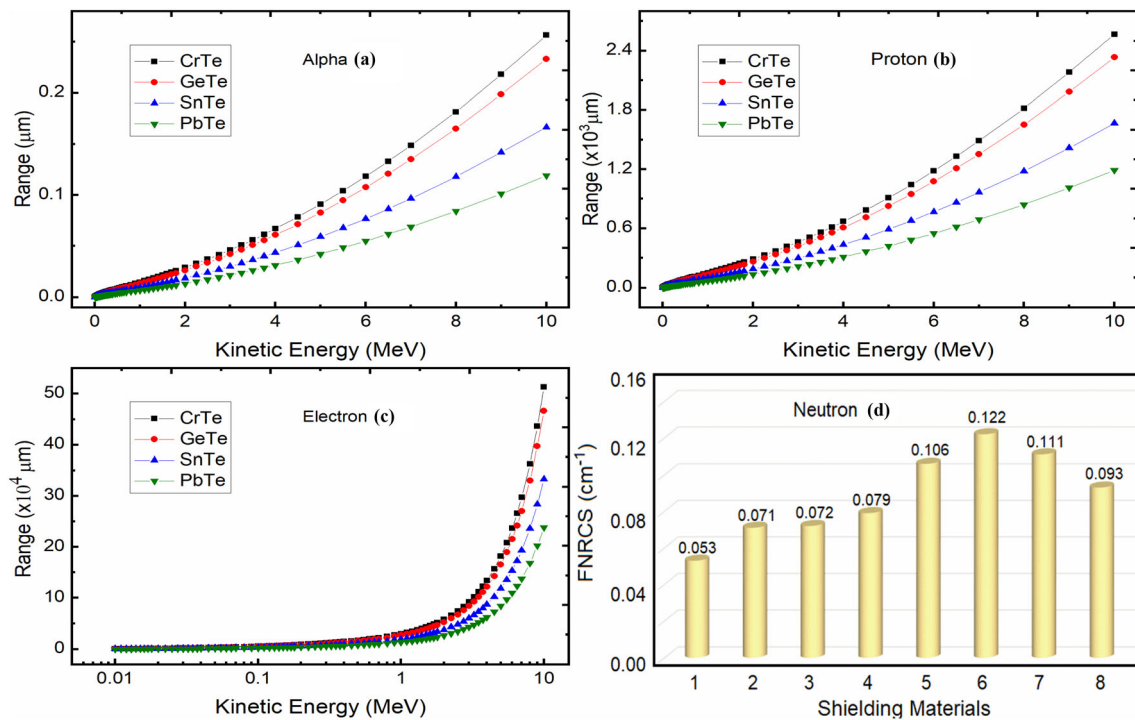 Alpha (a)
CrTe
GeTe
SnTe
PbTe
Range (μm)
0.2
0.1
0.0
0 2 4 6 8 10
Kinetic Energy (MeV)
Proton (b)
CrTe
GeTe
SnTe
PbTe
Range (x10³μm)
2.4
1.8
1.2
0.6
0.0
0 2 4 6 8 10
Kinetic Energy (MeV)
Electron (c)
CrTe
GeTe
SnTe
PbTe
Range (x10⁴ μm)
50
40
30
20
10
0
0.01 0.1 1 10
Kinetic Energy (MeV)
Neutron (d)
FNRCS (cm⁻¹)
0.16
0.12
0.08
0.04
0.00
0.053 0.071 0.072 0.079 0.106 0.122 0.111 0.093
1 2 3 4 5 6 7 8
Shielding Materials